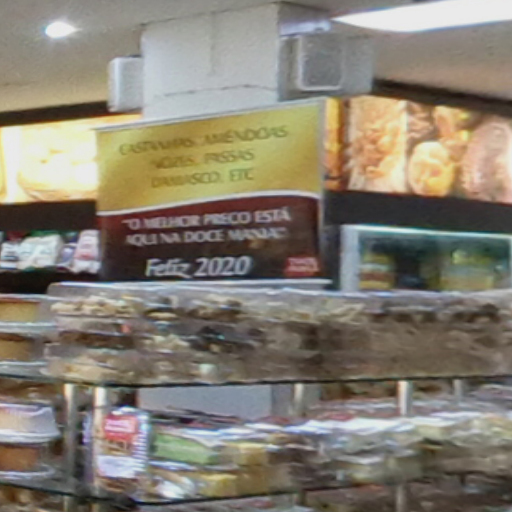 CASTANHAS, AMÊNDOAS
NOZES, PASSAS
DAMASCO, ETC
"O MELHOR PREÇO ESTÁ
AQUI NA DOCE MANIA!"
Feliz 2020